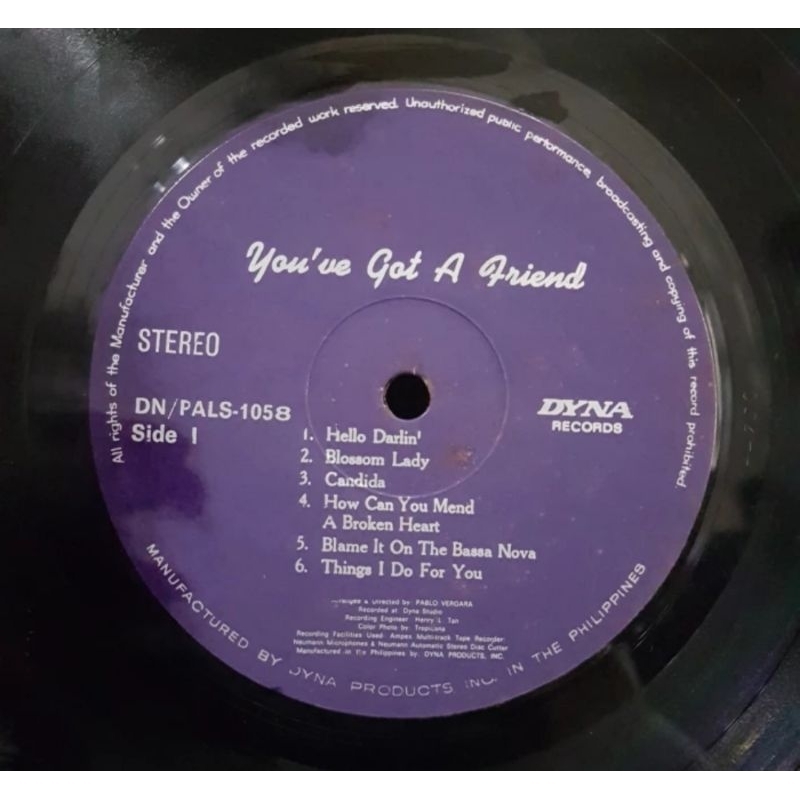 All rights of the Manufacturer and the Owner of the recorded work reserved. Unauthorized public performance, broadcasting and copying of this record prohibited.
You've Got A Friend
STEREO
DN/PALS-1058
Side I
DYNA
RECORDS
1. Hello Darlin'
2. Blossom Lady
3. Candida
4. How Can You Mend
A Broken Heart
5. Blame It On The Bassa Nova
6. Things I Do For You
& Directed by: PABLO VERGARA
Recorded at: Dyna Studio
Recording Engineer: Henry L. Tan
Color Photo by: Tropicana
Recording Facilities Used: Ampex Multitrack Tape Recorder
Neumann Microphones & Neumann Automatic Stereo Disc Cutter
Manufactured in the Philippines by: DYNA PRODUCTS, INC.
MANUFACTURED BY DYNA PRODUCTS INC. IN THE PHILIPPINES